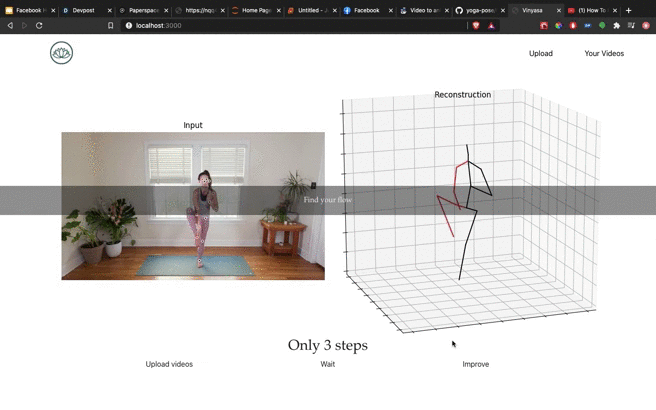 Facebook
Devpost
Paperspace
https://ngo
Home Page
Untitled
Facebook
Video to an
yoga-pose
Vinyasa
(1) How To
localhost:3000
Upload
Your Videos
Input
Reconstruction
Find your flow
Only 3 steps
Upload videos
Wait
Improve